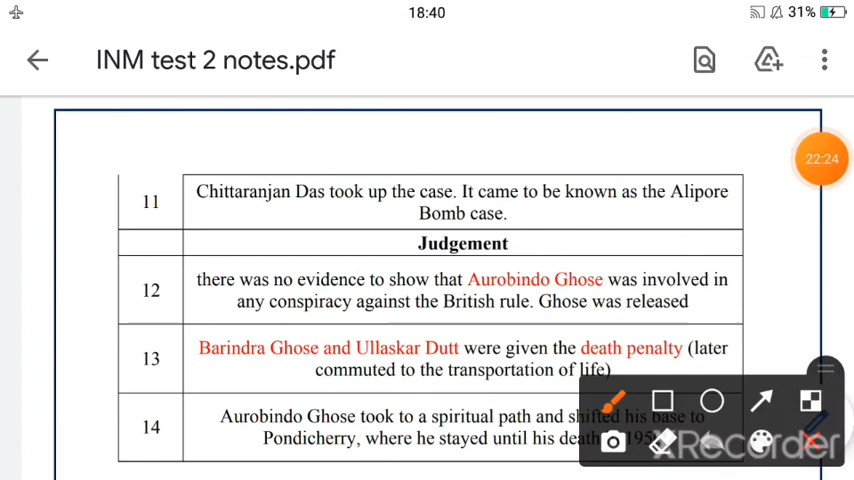 18:40
31%
INM test 2 notes.pdf
22:24
11
Chittaranjan Das took up the case. It came to be known as the Alipore
Bomb case.
Judgement
12
there was no evidence to show that Aurobindo Ghose was involved in
any conspiracy against the British rule. Ghose was released
13
Barindra Ghose and Ullaskar Dutt were given the death penalty (later
commuted to the transportation of life)
14
Aurobindo Ghose took to a spiritual path and shifted his base to
Pondicherry, where he stayed until his death
XRecorder